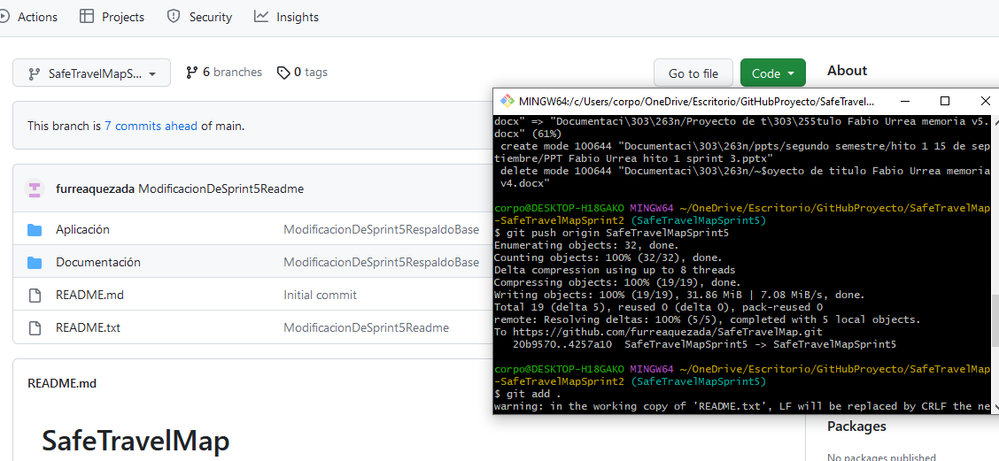 Actions Projects Security Insights
SafeTravelMapS... 6 branches 0 tags Go to file Code About
This branch is 7 commits ahead of main.
furreaquezada ModificacionDeSprint5Readme
Aplicación ModificacionDeSprint5RespaldoBase
Documentación ModificacionDeSprint5RespaldoBase
README.md Initial commit
README.txt ModificacionDeSprint5Readme
README.md
SafeTravelMap
MINGW64:/c/Users/corpo/OneDrive/Escritorio/GitHubProyecto/SafeTravel...
docx" => "Documentaci\303\263n/Proyecto de t\303\255tulo Fabio Urrea memoria v5.
docx" (61%)
create mode 100644 "Documentaci\303\263n/ppts/segundo semestre/hito 1 15 de sep
tiembre/PPT Fabio Urrea hito 1 sprint 3.pptx"
delete mode 100644 "Documentaci\303\263n/~$oyecto de titulo Fabio Urrea memoria
v4.docx"
corpo@DESKTOP-H18GAKO MINGW64 ~/OneDrive/Escritorio/GitHubProyecto/SafeTravelMap
-SafeTravelMapSprint2 (SafeTravelMapSprint5)
$ git push origin SafeTravelMapSprint5
Enumerating objects: 32, done.
Counting objects: 100% (32/32), done.
Delta compression using up to 8 threads
Compressing objects: 100% (19/19), done.
Writing objects: 100% (19/19), 31.86 MiB | 7.08 MiB/s, done.
Total 19 (delta 5), reused 0 (delta 0), pack-reused 0
remote: Resolving deltas: 100% (5/5), completed with 5 local objects.
To https://github.com/furreaquezada/SafeTravelMap.git
20b9570..4257a10 SafeTravelMapSprint5 -> SafeTravelMapSprint5
corpo@DESKTOP-H18GAKO MINGW64 ~/OneDrive/Escritorio/GitHubProyecto/SafeTravelMap
-SafeTravelMapSprint2 (SafeTravelMapSprint5)
$ git add .
warning: in the working copy of 'README.txt', LF will be replaced by CRLF the ne
Packages
No packages published